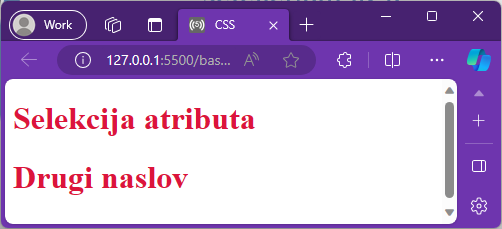 Work
CSS
127.0.0.1:5500/bas...
Selekcija atributa
Drugi naslov